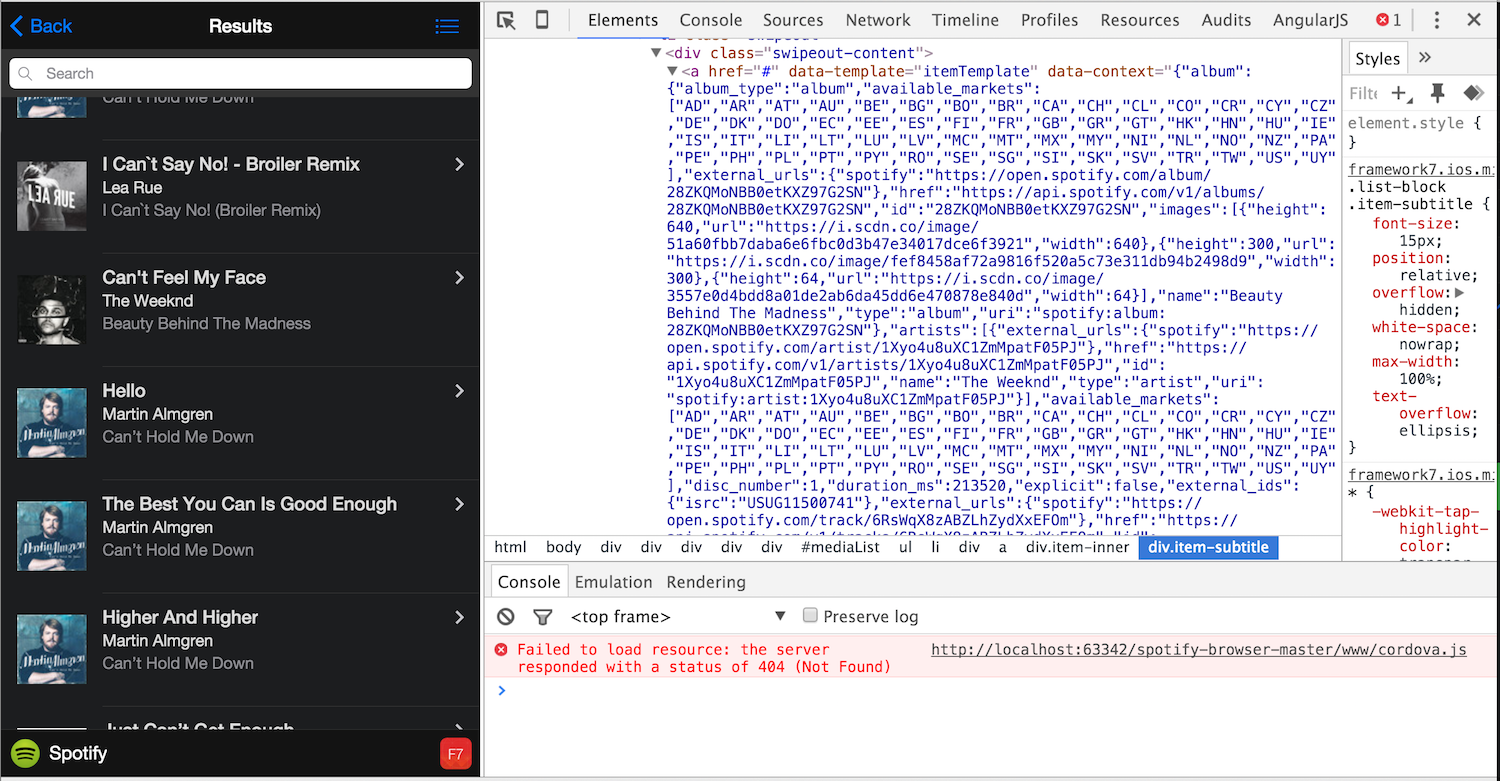 Back
Results
Search
Can't Hold Me Down
I Can`t Say No! - Broiler Remix
Lea Rue
I Can`t Say No! (Broiler Remix)
Can't Feel My Face
The Weeknd
Beauty Behind The Madness
Hello
Martin Almgren
Can't Hold Me Down
The Best You Can Is Good Enough
Martin Almgren
Can't Hold Me Down
Higher And Higher
Martin Almgren
Can't Hold Me Down
Just Can't Get Enough
Spotify
F7
Elements Console Sources Network Timeline Profiles Resources Audits AngularJS 1
<div class="swipeout-content">
<a href="#" data-template="itemTemplate" data-context="{"album":
{"album_type":"album","available_markets":
["AD","AR","AT","AU","BE","BG","BO","BR","CA","CH","CL","CO","CR","CY","CZ"
,"DE","DK","DO","EC","EE","ES","FI","FR","GB","GR","GT","HK","HN","HU","IE"
,"IS","IT","LI","LT","LU","LV","MC","MT","MX","MY","NI","NL","NO","NZ","PA"
,"PE","PH","PL","PT","PY","RO","SE","SG","SI","SK","SV","TR","TW","US","UY"
],"external_urls":{"spotify":"https://open.spotify.com/album/
28ZKQMoNBB0etKXZ97G2SN"},"href":"https://api.spotify.com/v1/albums/
28ZKQMoNBB0etKXZ97G2SN","id":"28ZKQMoNBB0etKXZ97G2SN","images":[{"height":
640,"url":"https://i.scdn.co/image/
51a60fbb7daba6e6fbc0d3b47e34017dce6f3921","width":640},{"height":300,"url":
"https://i.scdn.co/image/fef8458af72a9816f520a5c73e311db94b2498d9","width":
300},{"height":64,"url":"https://i.scdn.co/image/
3557e0d4bdd8a01de2ab6da45dd6e470878e840d","width":64}],"name":"Beauty
Behind The Madness","type":"album","uri":"spotify:album:
28ZKQMoNBB0etKXZ97G2SN"},"artists":[{"external_urls":{"spotify":"https://
open.spotify.com/artist/1Xyo4u8uXC1ZmMpatF05PJ"},"href":"https://
api.spotify.com/v1/artists/1Xyo4u8uXC1ZmMpatF05PJ","id":
"1Xyo4u8uXC1ZmMpatF05PJ","name":"The Weeknd","type":"artist","uri":
"spotify:artist:1Xyo4u8uXC1ZmMpatF05PJ"}],"available_markets":
["AD","AR","AT","AU","BE","BG","BO","BR","CA","CH","CL","CO","CR","CY","CZ"
,"DE","DK","DO","EC","EE","ES","FI","FR","GB","GR","GT","HK","HN","HU","IE"
,"IS","IT","LI","LT","LU","LV","MC","MT","MX","MY","NI","NL","NO","NZ","PA"
,"PE","PH","PL","PT","PY","RO","SE","SG","SI","SK","SV","TR","TW","US","UY"
],"disc_number":1,"duration_ms":213520,"explicit":false,"external_ids":
{"isrc":"USUG11500741"},"external_urls":{"spotify":"https://
open.spotify.com/track/6RsWqX8zABZLhZydXxEFOm"},"href":"https://
html body div div div div div #mediaList ul li div a div.item-inner div.item-subtitle
Styles
Filte
element.style {
}
framework7.ios.mi
.list-block
.item-subtitle {
font-size:
15px;
position:
relative;
overflow:
hidden;
white-space:
nowrap;
max-width:
100%;
text-
overflow:
ellipsis;
}
framework7.ios.mi
* {
-webkit-tap-
highlight-
color:
Console Emulation Rendering
<top frame> Preserve log
Failed to load resource: the server http://localhost:63342/spotify-browser-master/www/cordova.js
responded with a status of 404 (Not Found)